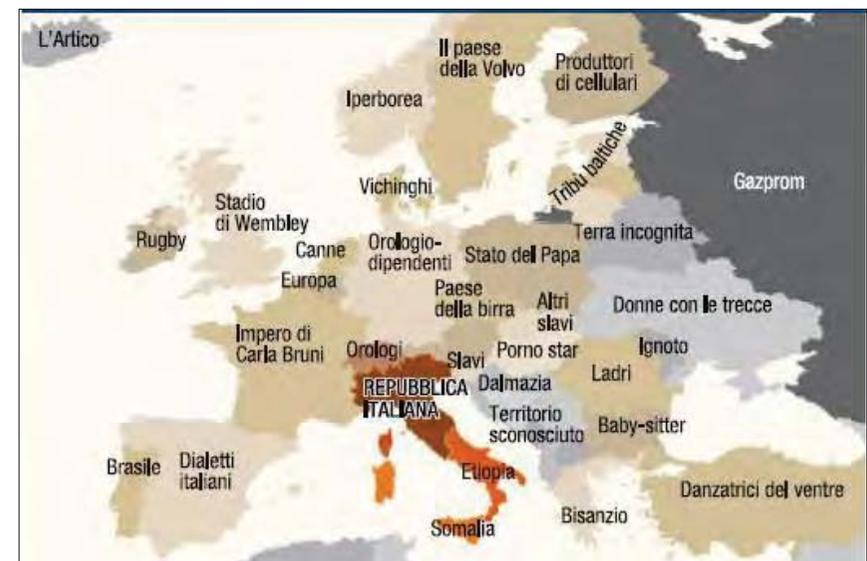 L'Artico
Il paese
della Volvo
Produttori
di cellulari
Iperborea
Tribù baltiche
Vichinghi
Gazprom
Stadio
di Wembley
Rugby
Canne
Orologio-
dipendenti
Stato del Papa
Terra incognita
Europa
Paese
della birra
Altri
slavi
Donne con le trecce
Impero di
Carla Bruni
Orologi
Slavi
Porno star
Ignoto
Ladri
REPUBBLICA
ITALIANA
Dalmazia
Territorio
sconosciuto
Baby-sitter
Brasile
Dialetti
italiani
Etiopia
Danzatrici del ventre
Somalia
Bisanzio